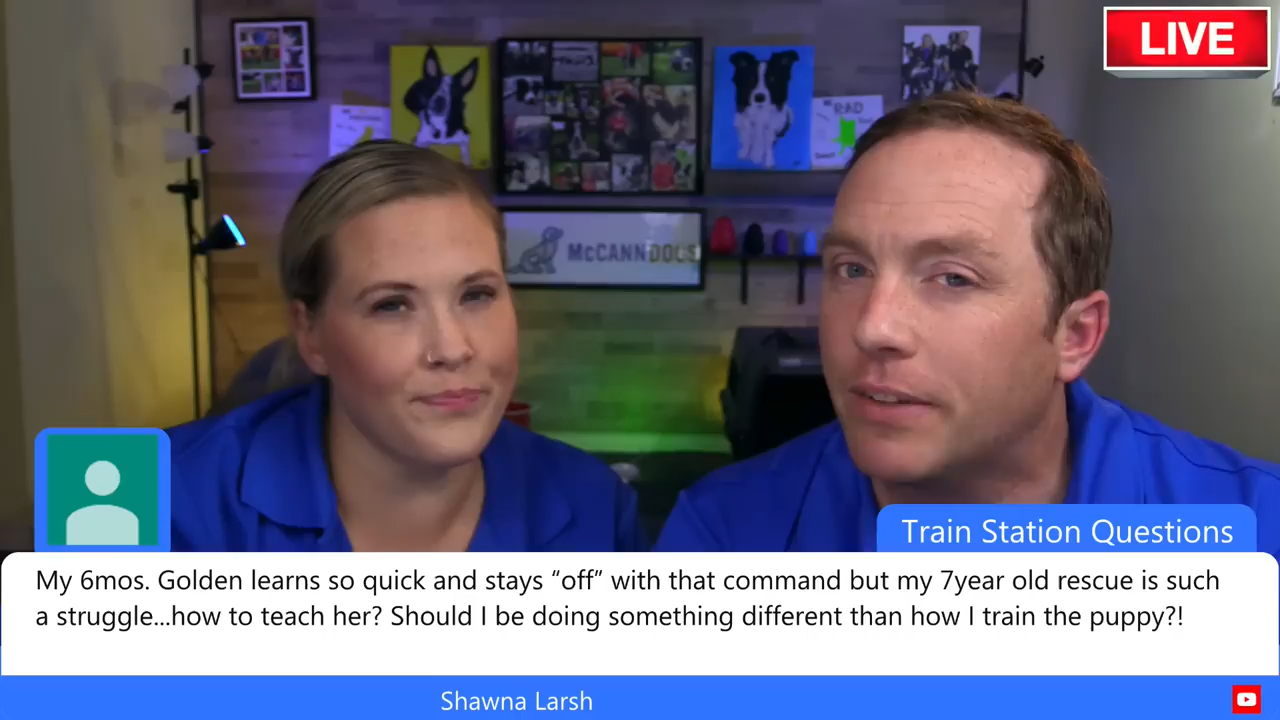 LIVE
RAD
McCANN DOGS
Train Station Questions
My 6mos. Golden learns so quick and stays “off” with that command but my 7year old rescue is such
a struggle...how to teach her? Should I be doing something different than how I train the puppy?!
Shawna Larsh